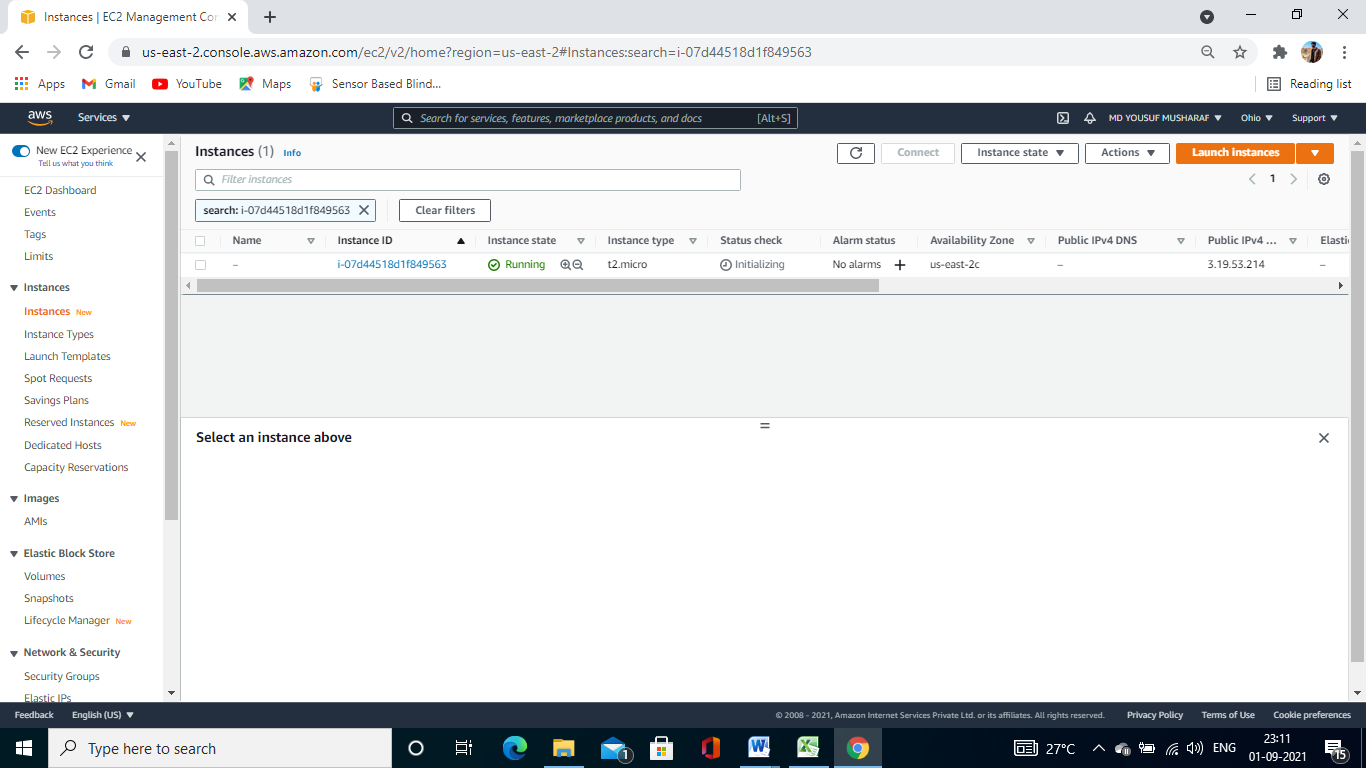 Instances | EC2 Management Con
us-east-2.console.aws.amazon.com/ec2/v2/home?region=us-east-2#Instances:search=i-07d44518d1f849563
Apps Gmail YouTube Maps Sensor Based Blind... Reading list
aws Services Search for services, features, marketplace products, and docs [Alt+S] MD YOUSUF MUSHARAF Ohio Support
New EC2 Experience
Tell us what you think
EC2 Dashboard
Events
Tags
Limits
Instances
Instances New
Instance Types
Launch Templates
Spot Requests
Savings Plans
Reserved Instances New
Dedicated Hosts
Capacity Reservations
Images
AMIs
Elastic Block Store
Volumes
Snapshots
Lifecycle Manager New
Network & Security
Security Groups
Elastic IPs
Instances (1) Info Connect Instance state Actions Launch instances
Filter instances 1
search: i-07d44518d1f849563 Clear filters
Name Instance ID Instance state Instance type Status check Alarm status Availability Zone Public IPv4 DNS Public IPv4 ... Elasti
– i-07d44518d1f849563 Running t2.micro Initializing No alarms + us-east-2c – 3.19.53.214 –
Select an instance above
Feedback English (US) © 2008 - 2021, Amazon Internet Services Private Ltd. or its affiliates. All rights reserved. Privacy Policy Terms of Use Cookie preferences
Type here to search 1 27°C ENG 23:11
01-09-2021 15